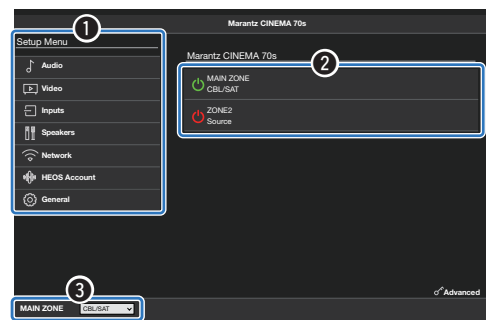 Marantz CINEMA 70s
1
Setup Menu
Audio
Video
Inputs
Speakers
Network
HEOS Account
General
Marantz CINEMA 70s
2
MAIN ZONE
CBL/SAT
ZONE2
Source
3
Advanced
MAIN ZONE CBL/SAT